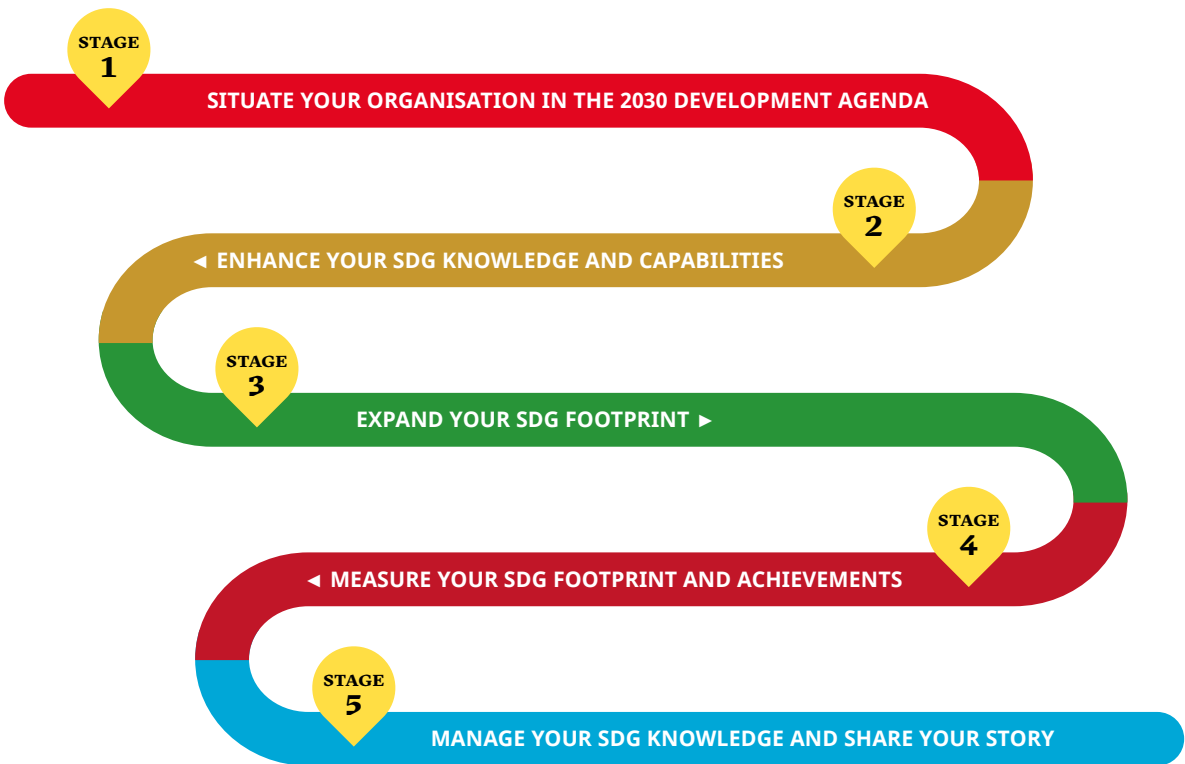 STAGE
1
SITUATE YOUR ORGANISATION IN THE 2030 DEVELOPMENT AGENDA
STAGE
2
◄ ENHANCE YOUR SDG KNOWLEDGE AND CAPABILITIES
STAGE
3
EXPAND YOUR SDG FOOTPRINT ►
STAGE
4
◄ MEASURE YOUR SDG FOOTPRINT AND ACHIEVEMENTS
STAGE
5
MANAGE YOUR SDG KNOWLEDGE AND SHARE YOUR STORY